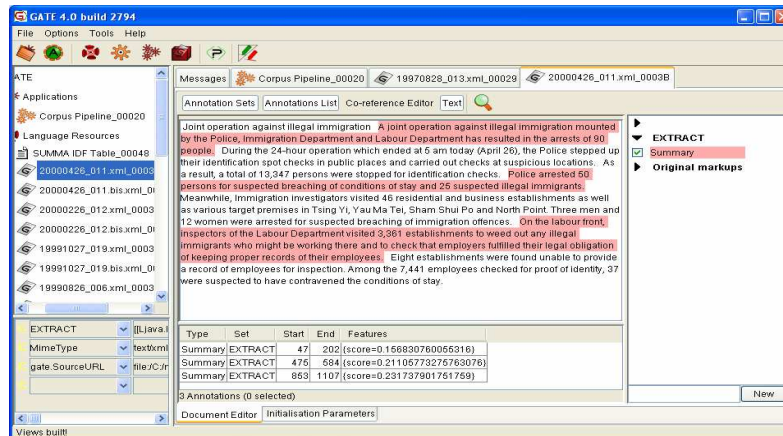 GATE 4.0 build 2794
File Options Tools Help
ATE
Applications
Corpus Pipeline_00020
Language Resources
SUMMA IDF Table_00048
20000426_011.xml_0003
20000426_011.bis.xml_0
20000226_012.xml_0003
20000226_012.bis.xml_0
19991027_019.xml_0003
19991027_019.bis.xml_0
19990826_006.xml_0003
EXTRACT [[Ljava.l
MimeType text/xml
gate.SourceURL file:/C:/
Messages Corpus Pipeline_00020 19970828_013.xml_00029 20000426_011.xml_0003B
Annotation Sets Annotations List Co-reference Editor Text
Joint operation against illegal immigration A joint operation against illegal immigration mounted
by the Police, Immigration Department and Labour Department has resulted in the arrests of 90
people. During the 24-hour operation which ended at 5 am today (April 26), the Police stepped up
their identification spot checks in public places and carried out checks at suspicious locations. As
a result, a total of 13,347 persons were stopped for identification checks. Police arrested 50
persons for suspected breaching of conditions of stay and 25 suspected illegal immigrants.
Meanwhile, Immigration investigators visited 46 residential and business establishments as well
as various target premises in Tsing Yi, Yau Ma Tei, Sham Shui Po and North Point. Three men and
12 women were arrested for suspected breaching of immigration offences. On the labour front,
inspectors of the Labour Department visited 3,361 establishments to weed out any illegal
immigrants who might be working there and to check that employers fulfilled their legal obligation
of keeping proper records of their employees. Eight establishments were found unable to provide
a record of employees for inspection. Among the 7,441 employees checked for proof of identity, 37
were suspected to have contravened the conditions of stay.
Type Set Start End Features
Summary EXTRACT 47 202 {score=0.156830760055316}
Summary EXTRACT 475 584 {score=0.21105773275763076}
Summary EXTRACT 853 1107 {score=0.231737901751759}
3 Annotations (0 selected)
Document Editor Initialisation Parameters
EXTRACT
Summary
Original markups
New
Views built!